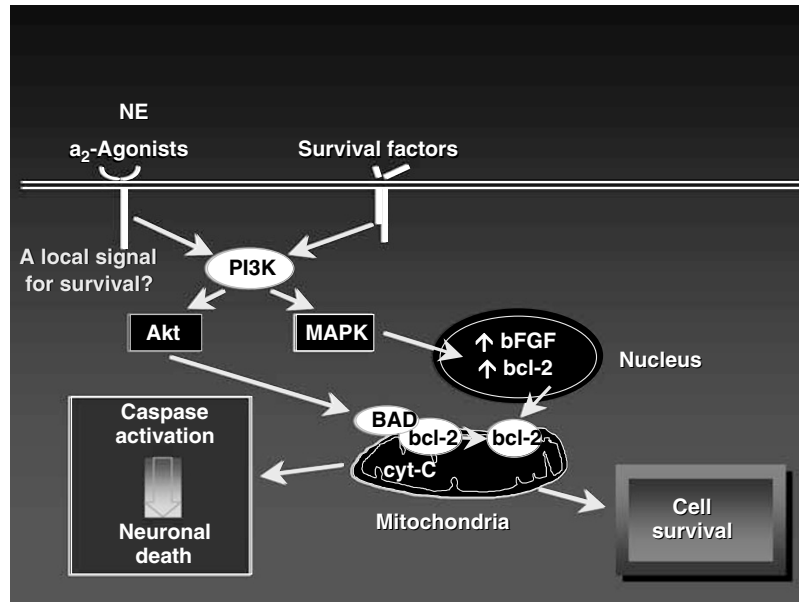 NE
a₂-Agonists
Survival factors
A local signal
for survival?
PI3K
Akt
MAPK
↑ bFGF
↑ bcl-2
Nucleus
BAD
bcl-2
bcl-2
cyt-C
Mitochondria
Caspase
activation
Neuronal
death
Cell
survival